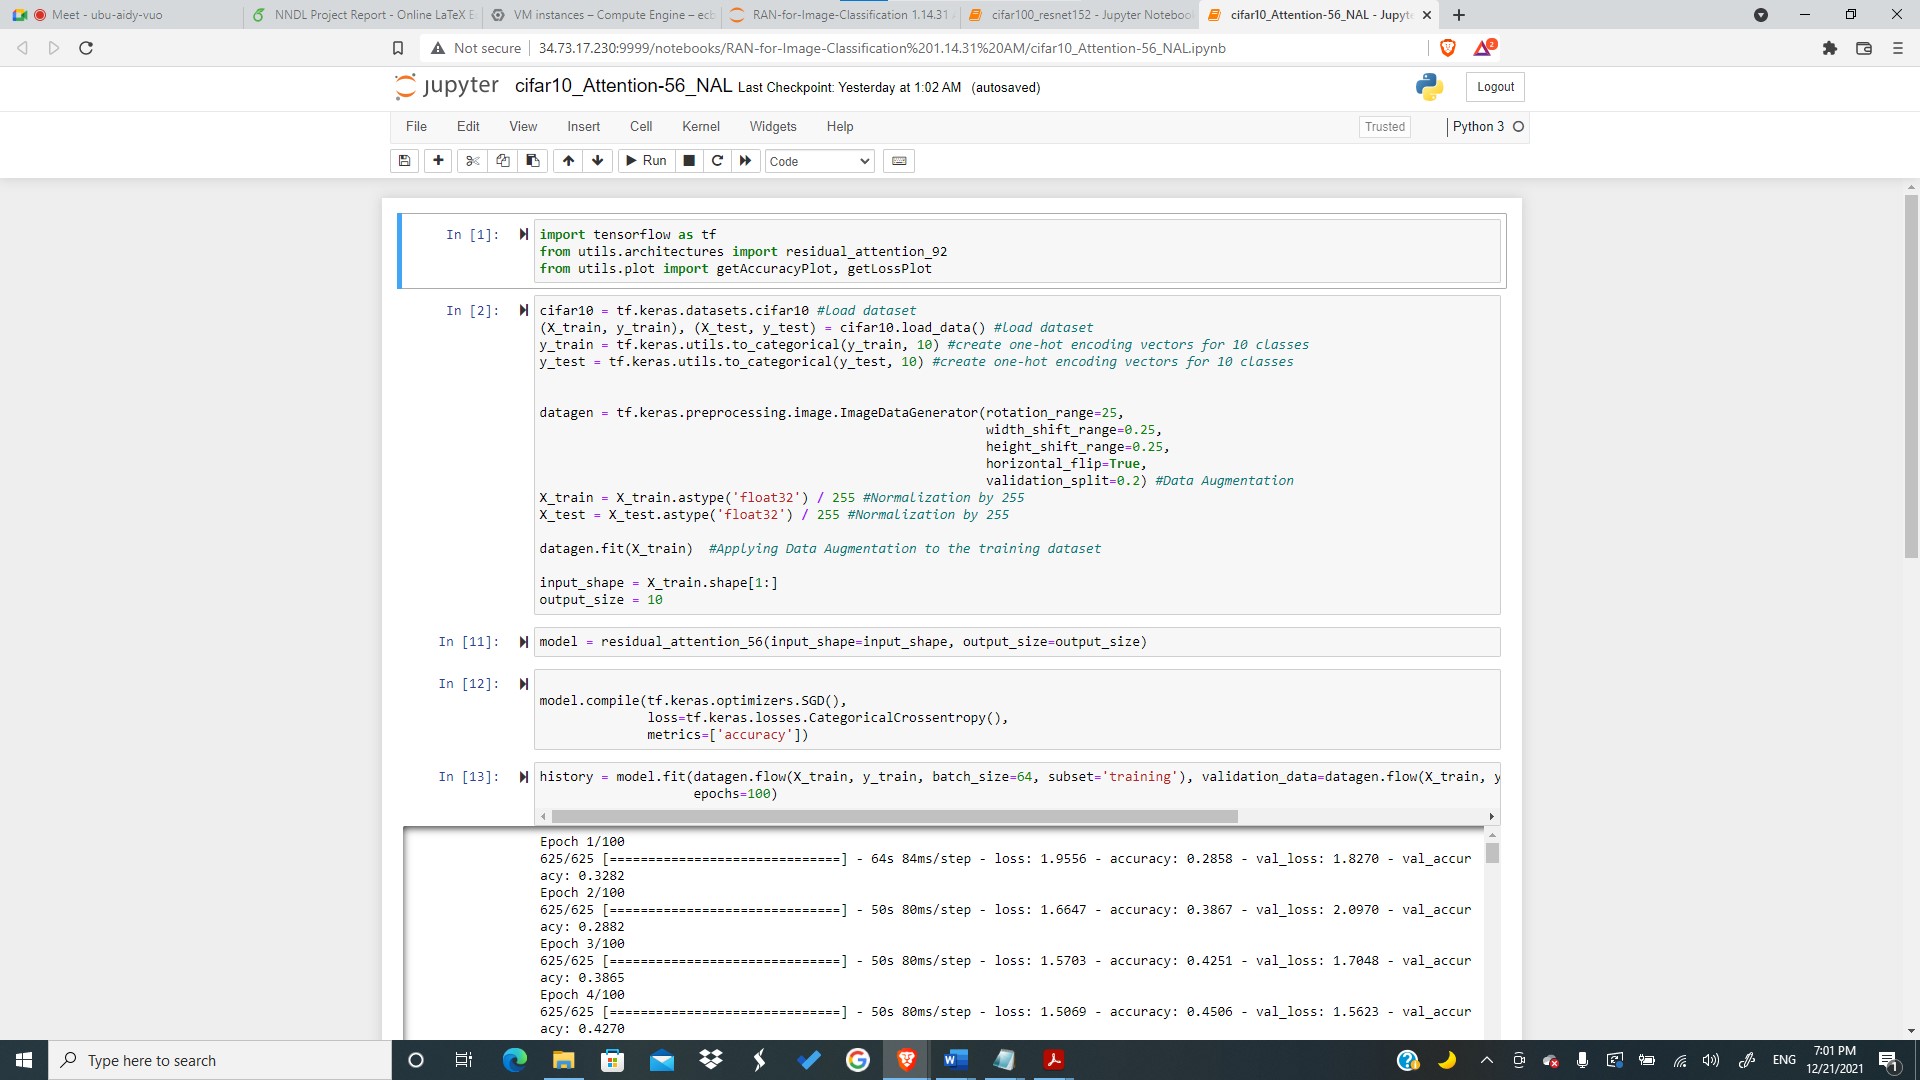 Meet - ubu-aidy-vuo
NNDL Project Report - Online LaTeX E
VM instances – Compute Engine – ecb
RAN-for-Image-Classification 1.14.31
cifar100_resnet152 - Jupyter Notebook
cifar10_Attention-56_NAL - Jupyte
Not secure
34.73.17.230:9999/notebooks/RAN-for-Image-Classification%201.14.31%20AM/cifar10_Attention-56_NAL.ipynb
2
jupyter cifar10_Attention-56_NAL Last Checkpoint: Yesterday at 1:02 AM (autosaved)
Logout
File Edit View Insert Cell Kernel Widgets Help
Trusted
Python 3
Run
Code
In [1]:
import tensorflow as tf
from utils.architectures import residual_attention_92
from utils.plot import getAccuracyPlot, getLossPlot
In [2]:
cifar10 = tf.keras.datasets.cifar10 #load dataset
(X_train, y_train), (X_test, y_test) = cifar10.load_data() #load dataset
y_train = tf.keras.utils.to_categorical(y_train, 10) #create one-hot encoding vectors for 10 classes
y_test = tf.keras.utils.to_categorical(y_test, 10) #create one-hot encoding vectors for 10 classes
datagen = tf.keras.preprocessing.image.ImageDataGenerator(rotation_range=25,
width_shift_range=0.25,
height_shift_range=0.25,
horizontal_flip=True,
validation_split=0.2) #Data Augmentation
X_train = X_train.astype('float32') / 255 #Normalization by 255
X_test = X_test.astype('float32') / 255 #Normalization by 255
datagen.fit(X_train)  #Applying Data Augmentation to the training dataset
input_shape = X_train.shape[1:]
output_size = 10
In [11]:
model = residual_attention_56(input_shape=input_shape, output_size=output_size)
In [12]:
model.compile(tf.keras.optimizers.SGD(),
loss=tf.keras.losses.CategoricalCrossentropy(),
metrics=['accuracy'])
In [13]:
history = model.fit(datagen.flow(X_train, y_train, batch_size=64, subset='training'), validation_data=datagen.flow(X_train, y
epochs=100)
Epoch 1/100
625/625 [==============================] - 64s 84ms/step - loss: 1.9556 - accuracy: 0.2858 - val_loss: 1.8270 - val_accur
acy: 0.3282
Epoch 2/100
625/625 [==============================] - 50s 80ms/step - loss: 1.6647 - accuracy: 0.3867 - val_loss: 2.0970 - val_accur
acy: 0.2882
Epoch 3/100
625/625 [==============================] - 50s 80ms/step - loss: 1.5703 - accuracy: 0.4251 - val_loss: 1.7048 - val_accur
acy: 0.3865
Epoch 4/100
625/625 [==============================] - 50s 80ms/step - loss: 1.5069 - accuracy: 0.4506 - val_loss: 1.5623 - val_accur
acy: 0.4270
Type here to search
ENG
7:01 PM
12/21/2021
1